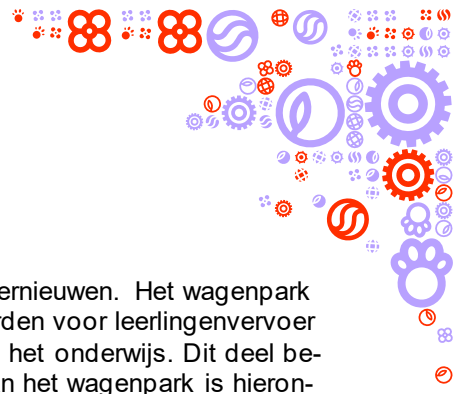 ernieuwen. Het wagenpark
rden voor leerlingenvervoer
het onderwijs. Dit deel be-
n het wagenpark is hieron-